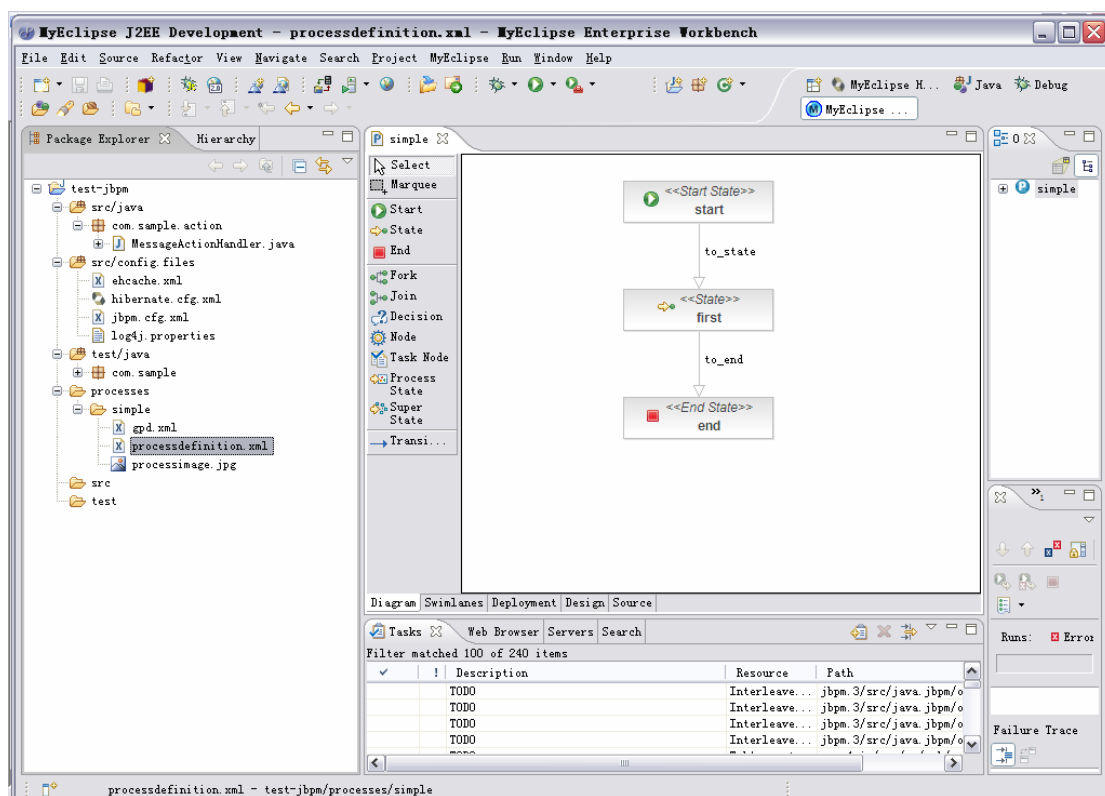 MyEclipse J2EE Development - processdefinition.xml - MyEclipse Enterprise Workbench
File Edit Source Refactor View Navigate Search Project MyEclipse Run Window Help
MyEclipse H... Java Debug
MyEclipse ...
Package Explorer Hierarchy
test-jbpm
src/java
com.sample.action
MessageActionHandler.java
src/config.files
ehcache.xml
hibernate.cfg.xml
jbpm.cfg.xml
log4j.properties
test/java
com.sample
processes
simple
gpd.xml
processdefinition.xml
processimage.jpg
src
test
simple
Select
Marquee
Start
State
End
Fork
Join
Decision
Node
Task Node
Process
State
Super
State
Transi...
<<Start State>>
start
to_state
<<State>>
first
to_end
<<End State>>
end
Diagram Swimlanes Deployment Design Source
O
simple
Tasks Web Browser Servers Search
Filter matched 100 of 240 items
! Description Resource Path
TODO Interleave... jbpm.3/src/java.jbpm/o
TODO Interleave... jbpm.3/src/java.jbpm/o
TODO Interleave... jbpm.3/src/java.jbpm/o
TODO Interleave... jbpm.3/src/java.jbpm/o
TODO
Runs: Error
Failure Trace
processdefinition.xml - test-jbpm/processes/simple